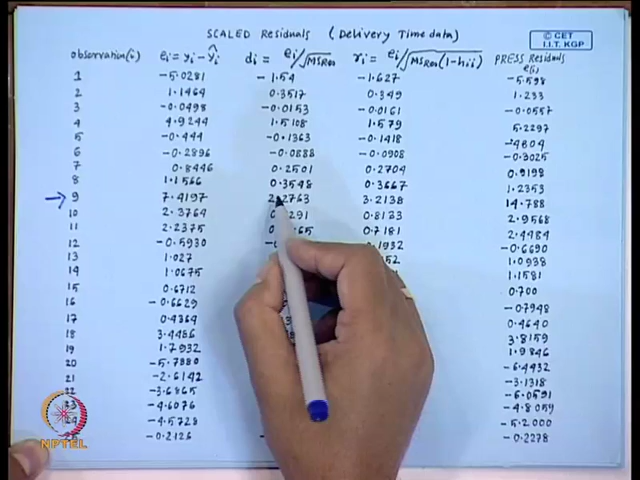 SCALED Residuals (Delivery Time data)
© CET
I.I.T. KGP
observation(i) ei = yi - ŷi di = ei/√MSRes ri = ei/√MSRes(1-hii) PRESS Residuals e(i)
1 -5.0281 -1.54 -1.627 -5.598
2 1.1464 0.3517 0.349 1.233
3 -0.0498 -0.0153 -0.0161 -0.0557
4 4.9244 1.5108 1.579 5.2297
5 -0.444 -0.1363 -0.1418 -4804
6 -0.2896 -0.0888 -0.0908 -0.3025
7 0.8446 0.2501 0.2704 0.9198
8 1.1566 0.3548 0.3667 1.2353
→ 9 7.4197 2.2763 3.2138 14.788
10 2.3764 0.8133 2.9568
11 2.2375 0.7181 2.4484
12 -0.5930 -0.6690
13 1.027 1.0938
14 1.0675 1.1581
15 0.6712 0.700
16 -0.6629 -0.7948
17 0.4364 0.4640
18 3.4486 3.8159
19 1.7932 1.9846
20 -5.7880 -6.4432
21 -2.6142 -3.1318
22 -3.6865 -6.0591
23 -4.6076 -4.8059
24 -4.5728 -5.2000
-0.2126 -0.2278
NPTEL